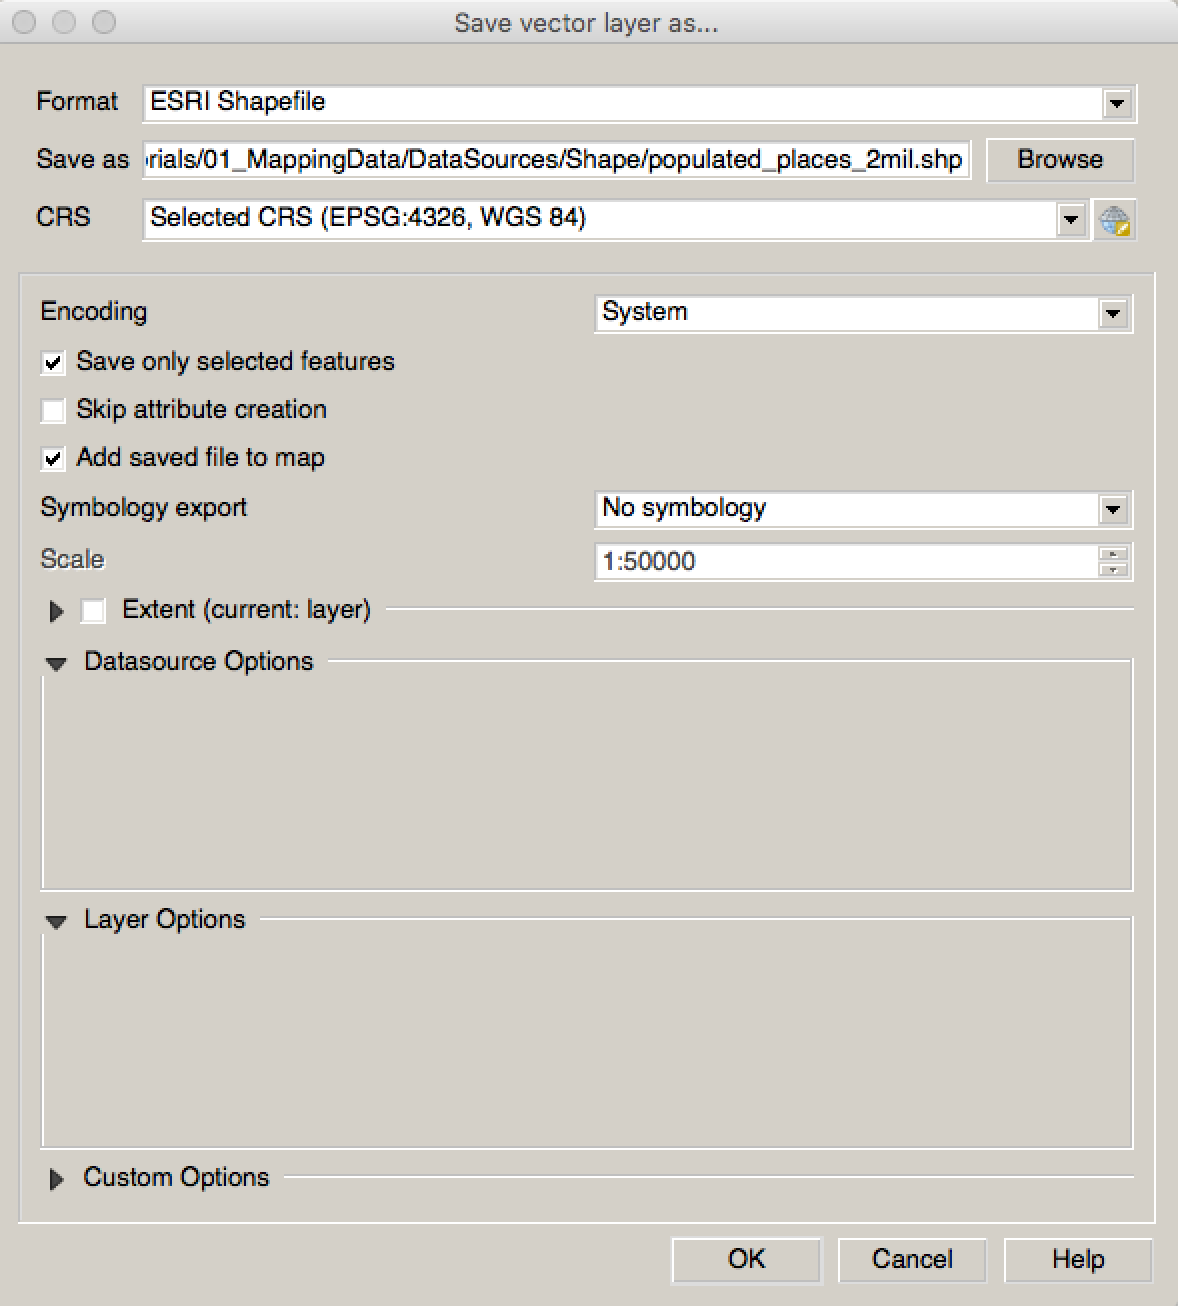 Save vector layer as...
Format ESRI Shapefile
Save as rials/01_MappingData/DataSources/Shape/populated_places_2mil.shp Browse
CRS Selected CRS (EPSG:4326, WGS 84)
Encoding System
Save only selected features
Skip attribute creation
Add saved file to map
Symbology export No symbology
Scale 1:50000
Extent (current: layer)
Datasource Options
Layer Options
Custom Options
OK Cancel Help